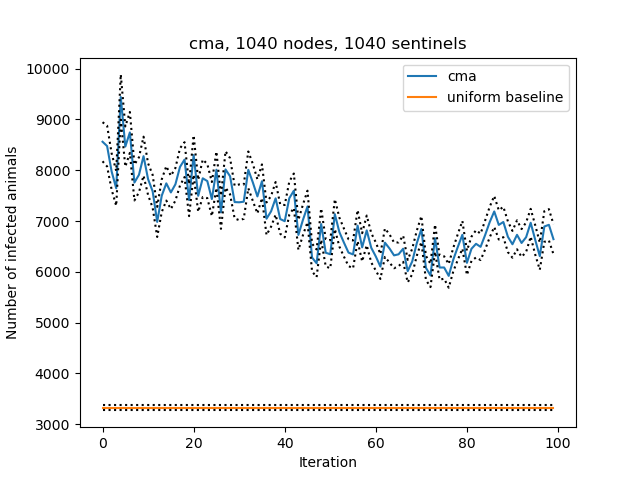 cma, 1040 nodes, 1040 sentinels
cma
uniform baseline
Number of infected animals
10000
9000
8000
7000
6000
5000
4000
3000
0 20 40 60 80 100
Iteration